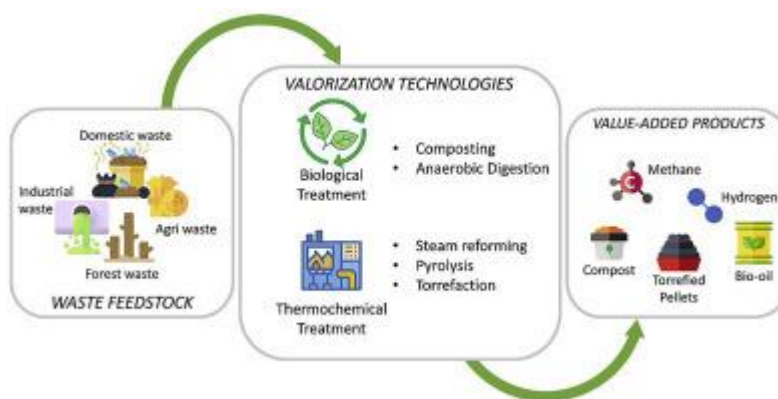 Domestic waste
Industrial
waste
Agri waste
Forest waste
WASTE FEEDSTOCK
VALORIZATION TECHNOLOGIES
Biological
Treatment
• Composting
• Anaerobic Digestion
Thermochemical
Treatment
• Steam reforming
• Pyrolysis
• Torrefaction
VALUE-ADDED PRODUCTS
C
Methane
Hydrogen
Compost
Torrefied
Pellets
Bio-oil